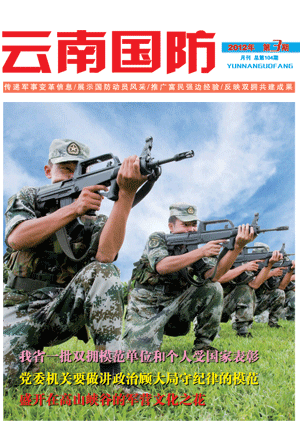 云南国防
2012年 第3期
月刊 总第104期
YUNNANGUOFANG
传递军事变革信息/展示国防动员风采/推广富民强边经验/反映双拥共建成果
我省一批双拥模范单位和个人受国家表彰
党委机关要做讲政治顾大局守纪律的模范
盛开在高山峡谷的军营文化之花